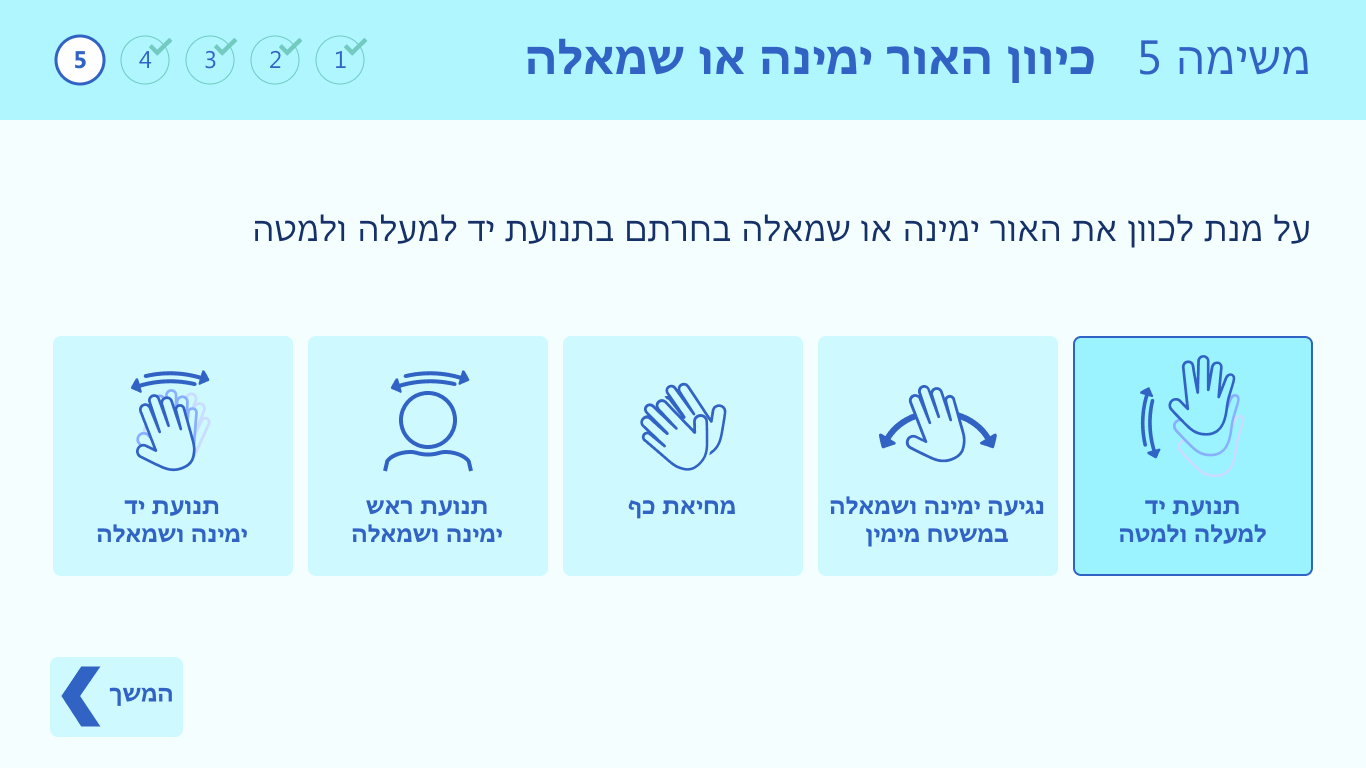 משימה 5 כיוון האור ימינה או שמאלה
1 2 3 4 5
על מנת לכוון את האור ימינה או שמאלה בחרתם בתנועת יד למעלה ולמטה
תנועת יד
למעלה ולמטה
נגיעה ימינה ושמאלה
במשטח מימין
מחיאת כף
תנועת ראש
ימינה ושמאלה
תנועת יד
ימינה ושמאלה
המשך